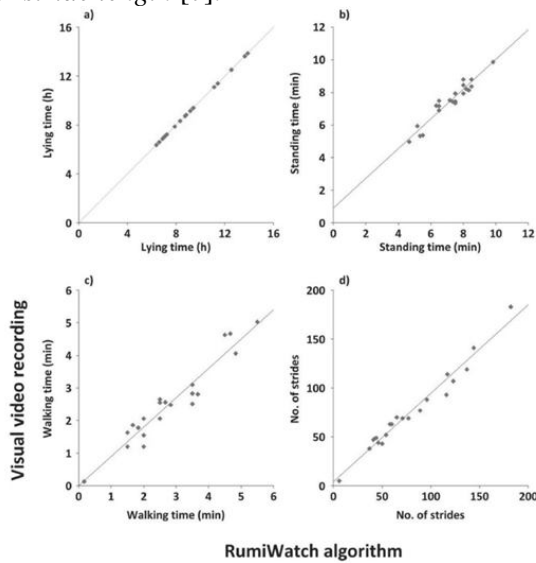 a)
16
12
8
4
0
Lying time (h)
0 4 8 12 16
Lying time (h)
b)
12
10
8
6
4
2
0
Standing time (min)
0 2 4 6 8 10 12
Standing time (min)
c)
6
5
4
3
2
1
0
Walking time (min)
0 1 2 3 4 5 6
Walking time (min)
d)
200
150
100
50
0
No. of strides
0 50 100 150 200
No. of strides
Visual video recording
RumiWatch algorithm